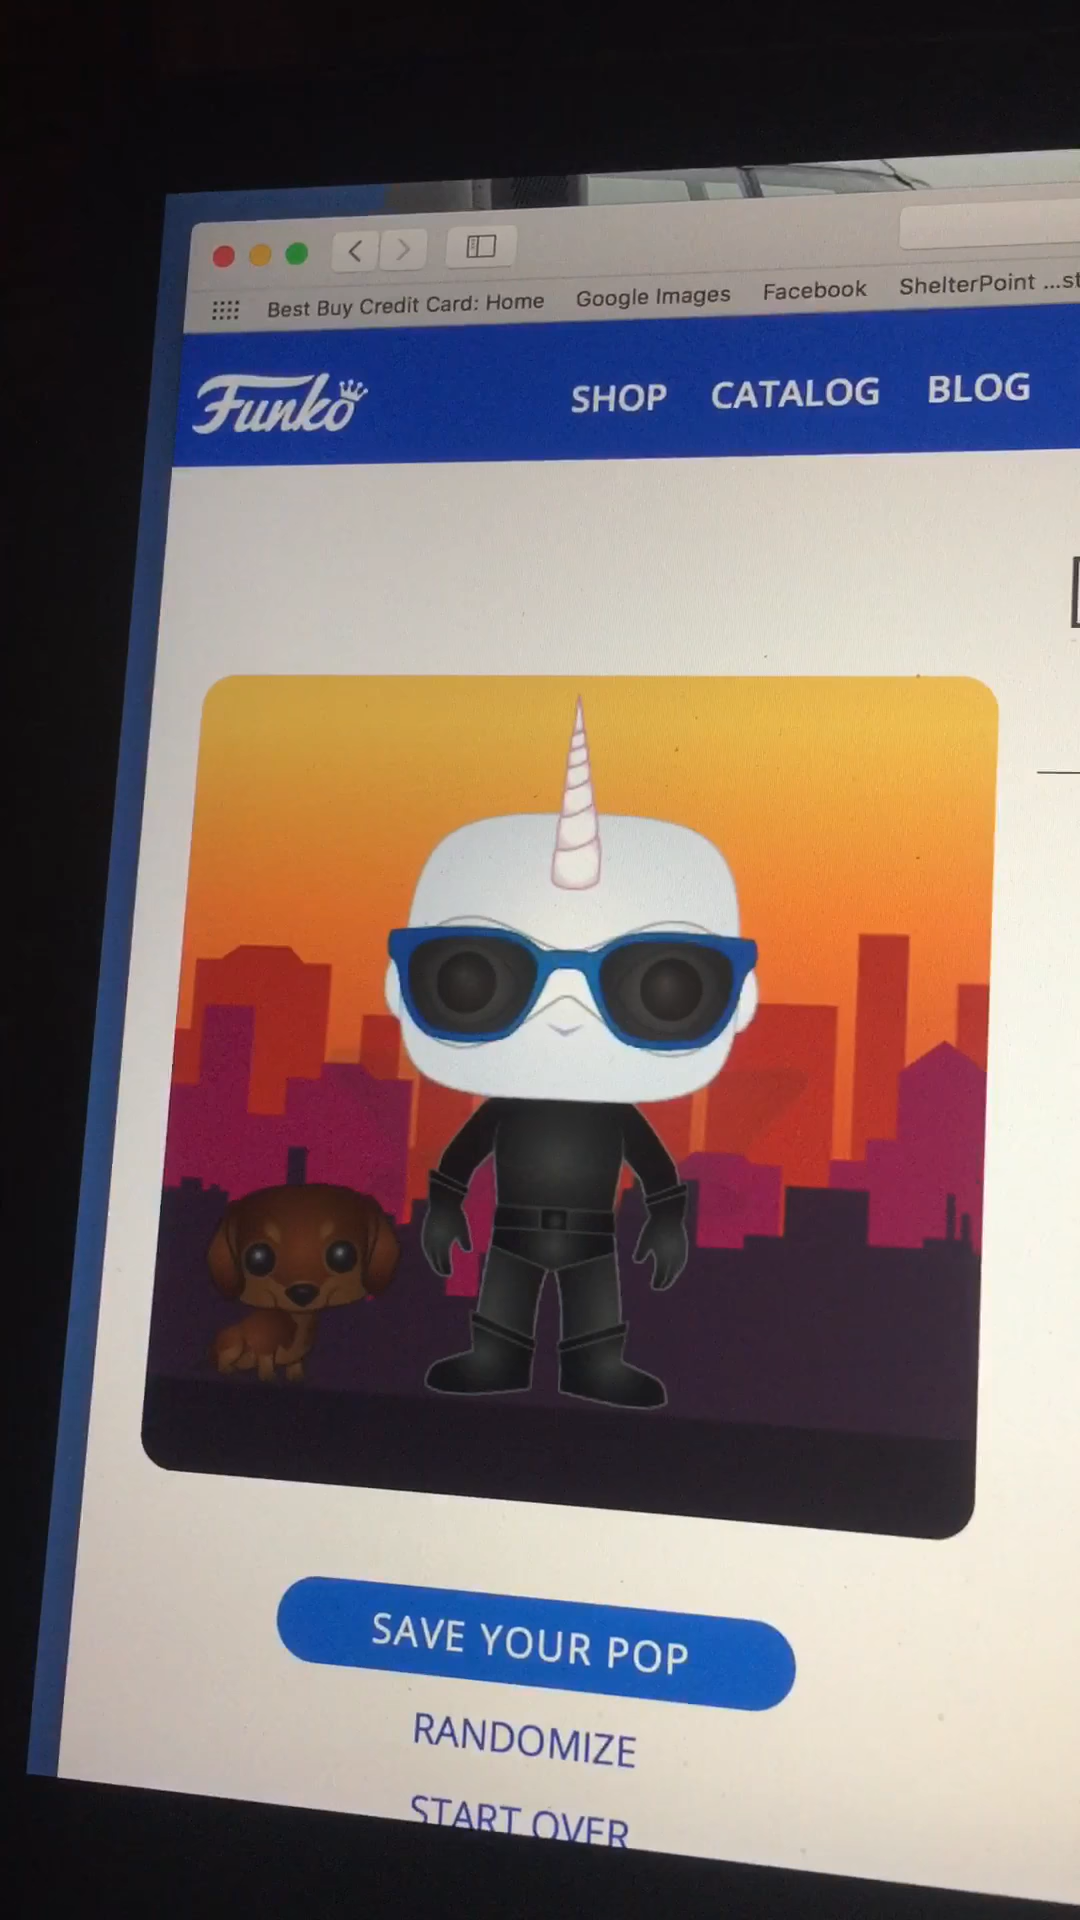 Best Buy Credit Card: Home Google Images Facebook ShelterPoint ...st
Funko SHOP CATALOG BLOG
SAVE YOUR POP
RANDOMIZE
START OVER